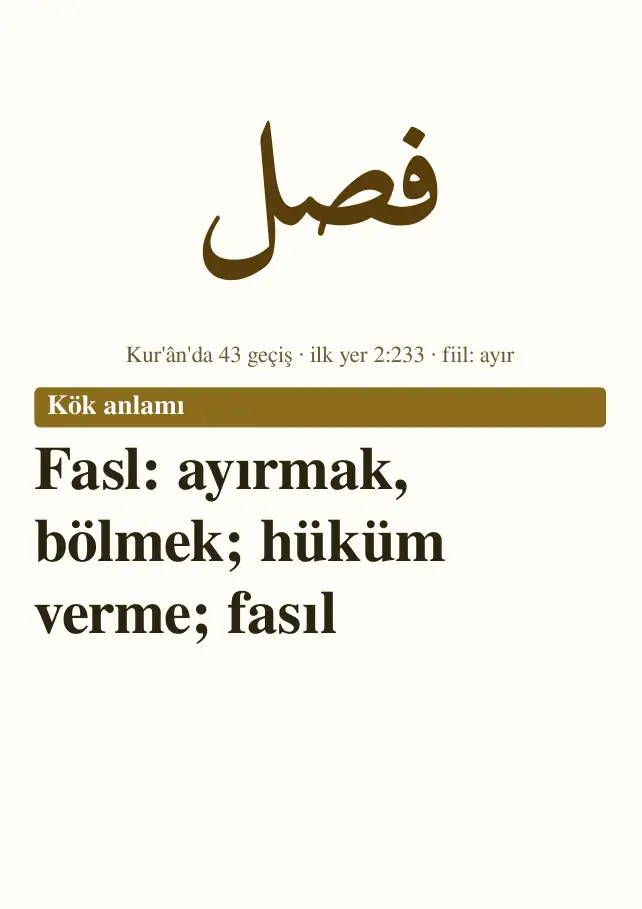 فصل
Kur'ân'da 43 geçiş · ilk yer 2:233 · fiil: ayır
Kök anlamı
Fasl: ayırmak,
bölmek; hüküm
verme; fasıl